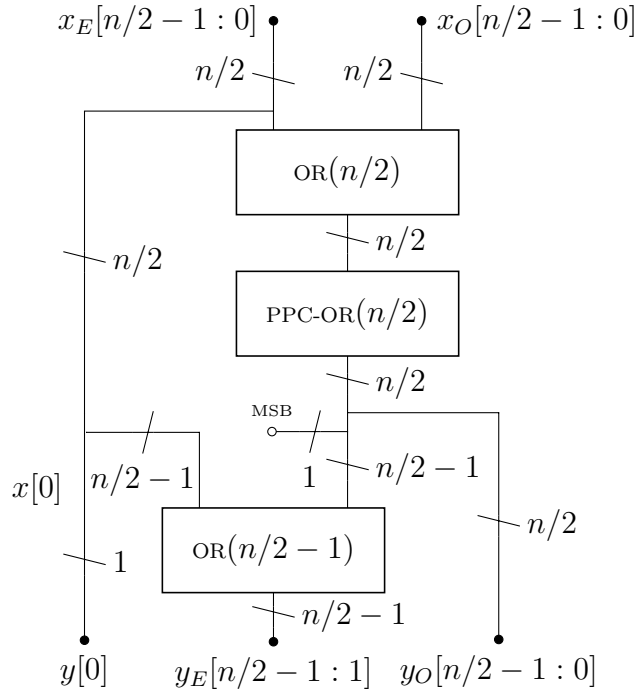 x_E[n/2 − 1 : 0] x_O[n/2 − 1 : 0]
n/2 n/2
OR(n/2)
n/2 n/2
PPC-OR(n/2)
n/2
MSB
n/2 − 1 1 n/2 − 1
x[0]
OR(n/2 − 1) n/2
1
n/2 − 1
y[0] y_E[n/2 − 1 : 1] y_O[n/2 − 1 : 0]